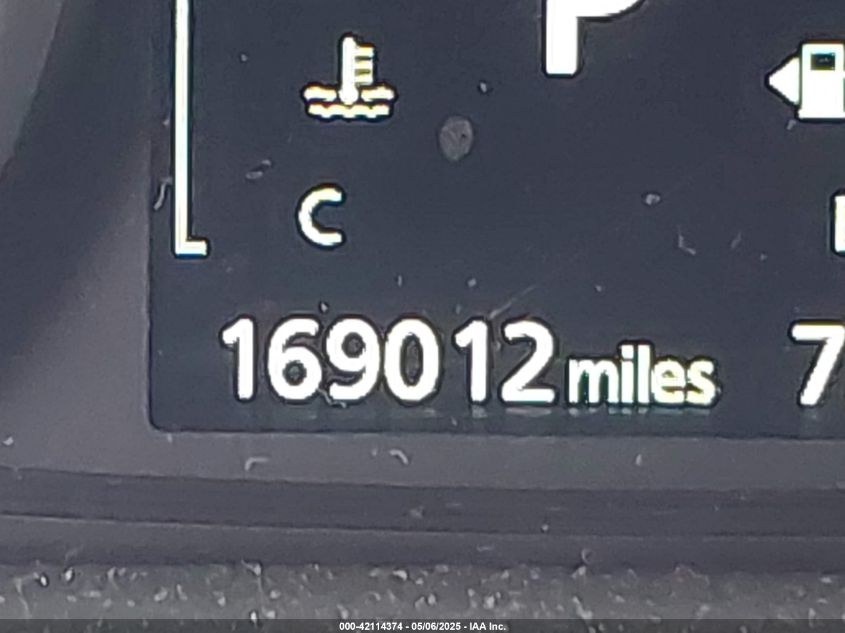 P
C
169012 miles 7
000-42114374 - 05/06/2025 - IAA Inc.